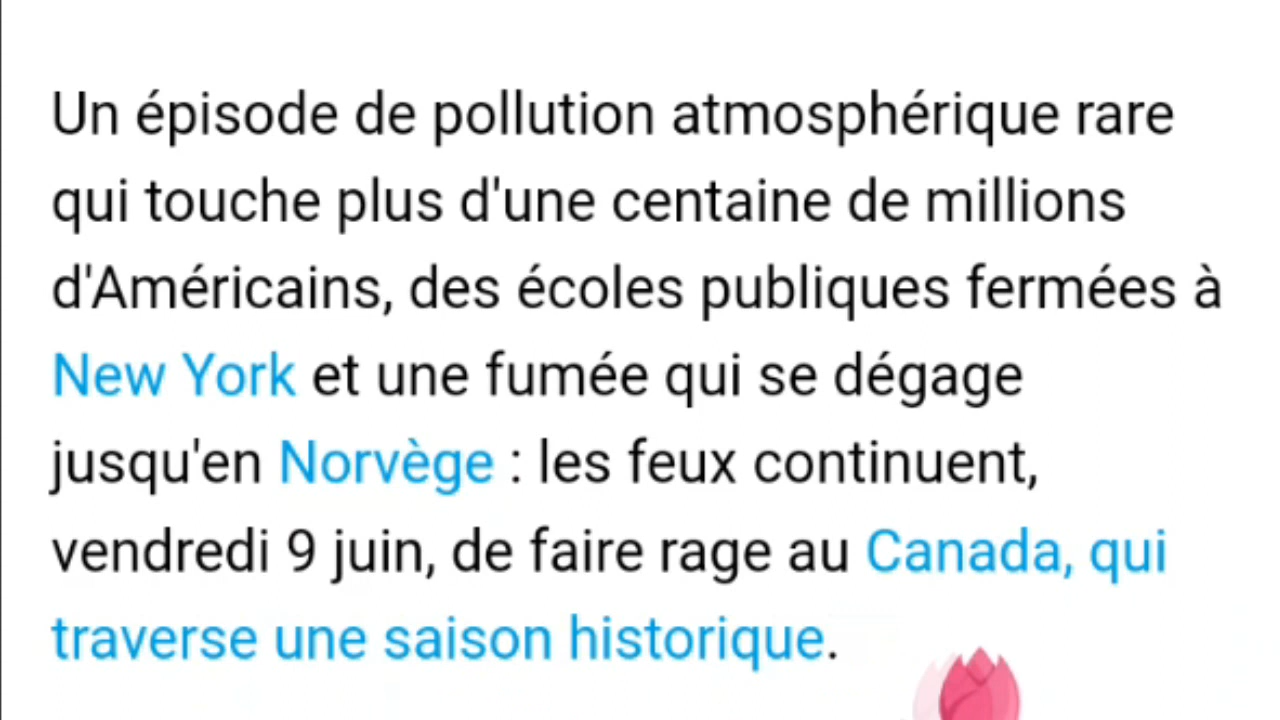 Un épisode de pollution atmosphérique rare
qui touche plus d'une centaine de millions
d'Américains, des écoles publiques fermées à
New York et une fumée qui se dégage
jusqu'en Norvège : les feux continuent,
vendredi 9 juin, de faire rage au Canada, qui
traverse une saison historique.